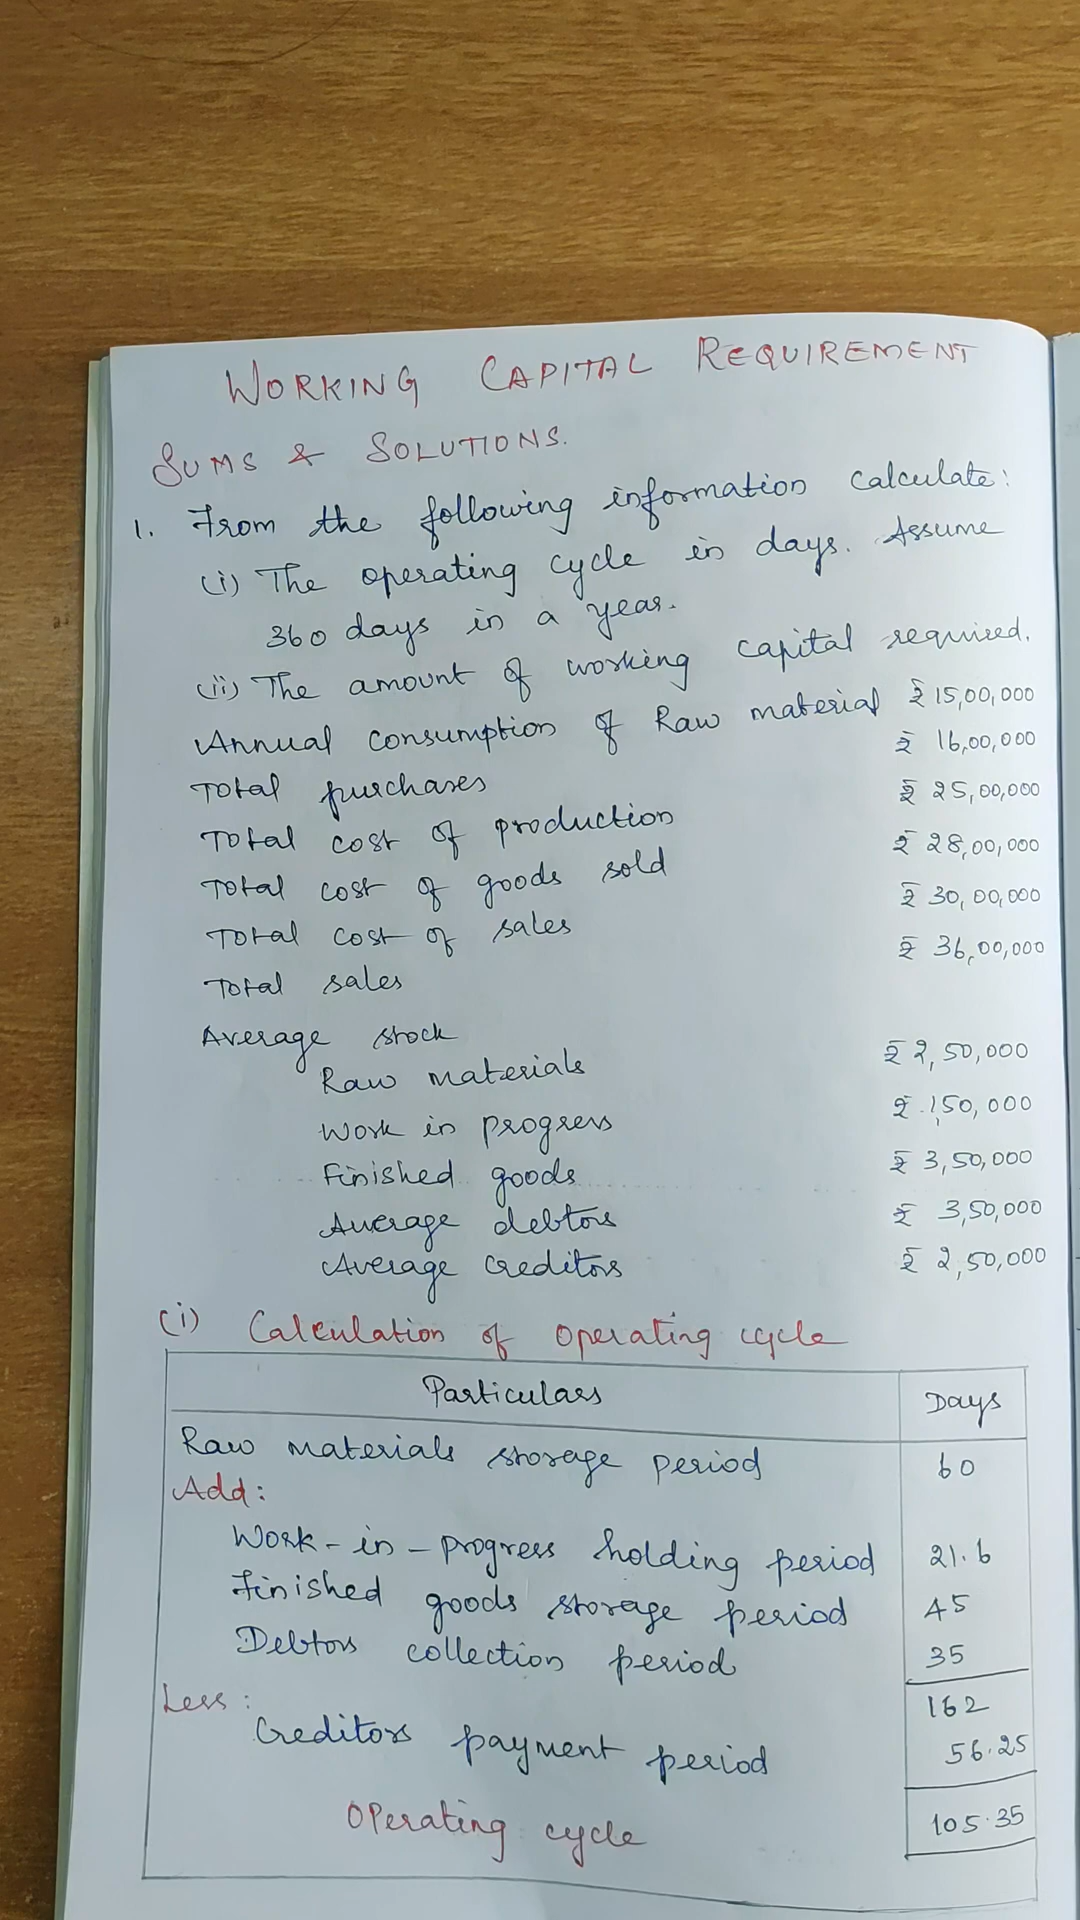 WORKING CAPITAL REQUIREMENT
SUMS & SOLUTIONS.
1. From the following information calculate:
(i) The operating cycle in days. Assume
360 days in a year.
(ii) The amount of working capital required.
Annual consumption of Raw material ₹ 15,00,000
Total purchases ₹ 16,00,000
Total cost of production ₹ 25,00,000
Total cost of goods sold ₹ 28,00,000
Total cost of sales ₹ 30,00,000
Total sales ₹ 36,00,000
Average stock
Raw materials ₹ 2,50,000
Work in progress ₹ 1,50,000
Finished goods ₹ 3,50,000
Average debtors ₹ 3,50,000
Average creditors ₹ 2,50,000
(i) Calculation of operating cycle
Particulars Days
Raw materials storage period 60
Add:
Work-in-progress holding period 21.6
Finished goods storage period 45
Debtors collection period 35
162
Less:
Creditors payment period 56.25
Operating cycle 105.35